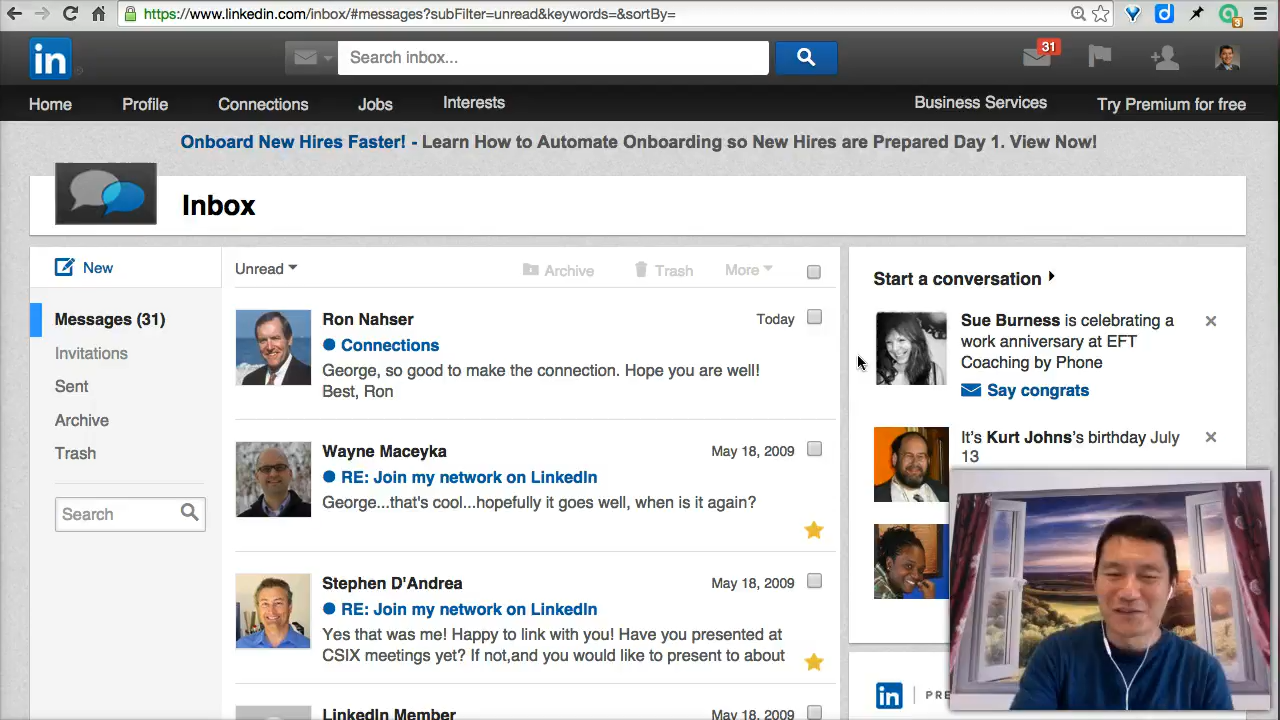 https://www.linkedin.com/inbox/#messages?subFilter=unread&keywords=&sortBy=
3
in
Search inbox...
31
Home
Profile
Connections
Jobs
Interests
Business Services
Try Premium for free
Onboard New Hires Faster! - Learn How to Automate Onboarding so New Hires are Prepared Day 1. View Now!
Inbox
New
Messages (31)
Invitations
Sent
Archive
Trash
Search
Unread
Archive
Trash
More
Ron Nahser
Today
Connections
George, so good to make the connection. Hope you are well!
Best, Ron
Wayne Maceyka
May 18, 2009
RE: Join my network on LinkedIn
George...that's cool...hopefully it goes well, when is it again?
Stephen D'Andrea
May 18, 2009
RE: Join my network on LinkedIn
Yes that was me! Happy to link with you! Have you presented at
CSIX meetings yet? If not,and you would like to present to about
LinkedIn Member
May 18, 2009
Start a conversation
Sue Burness is celebrating a
work anniversary at EFT
Coaching by Phone
Say congrats
It's Kurt Johns's birthday July
13
in
PRE